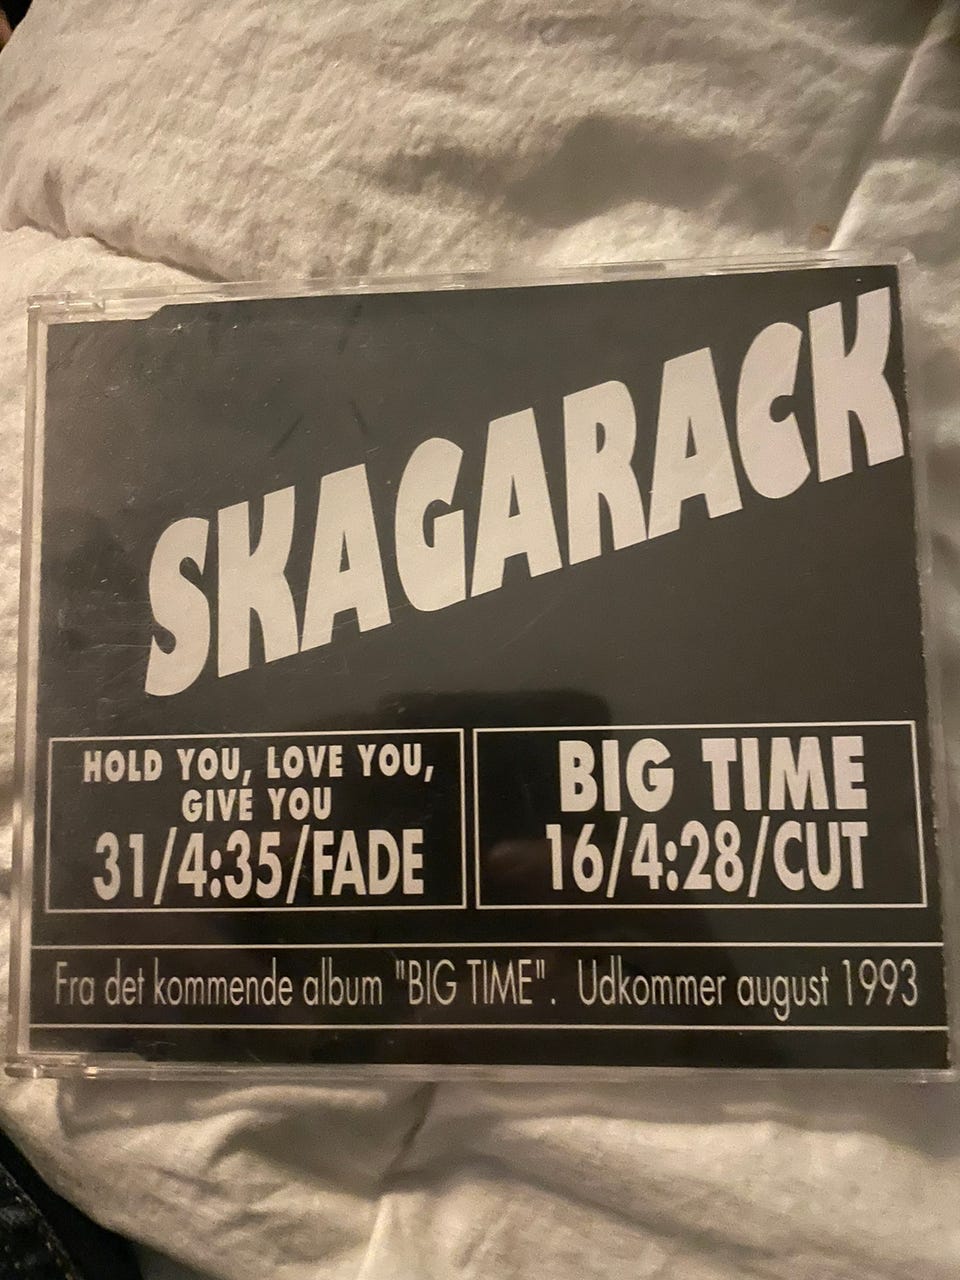 SKAGARACK
HOLD YOU, LOVE YOU,
GIVE YOU
31/4:35/FADE
BIG TIME
16/4:28/CUT
Fra det kommende album "BIG TIME". Udkommer august 1993